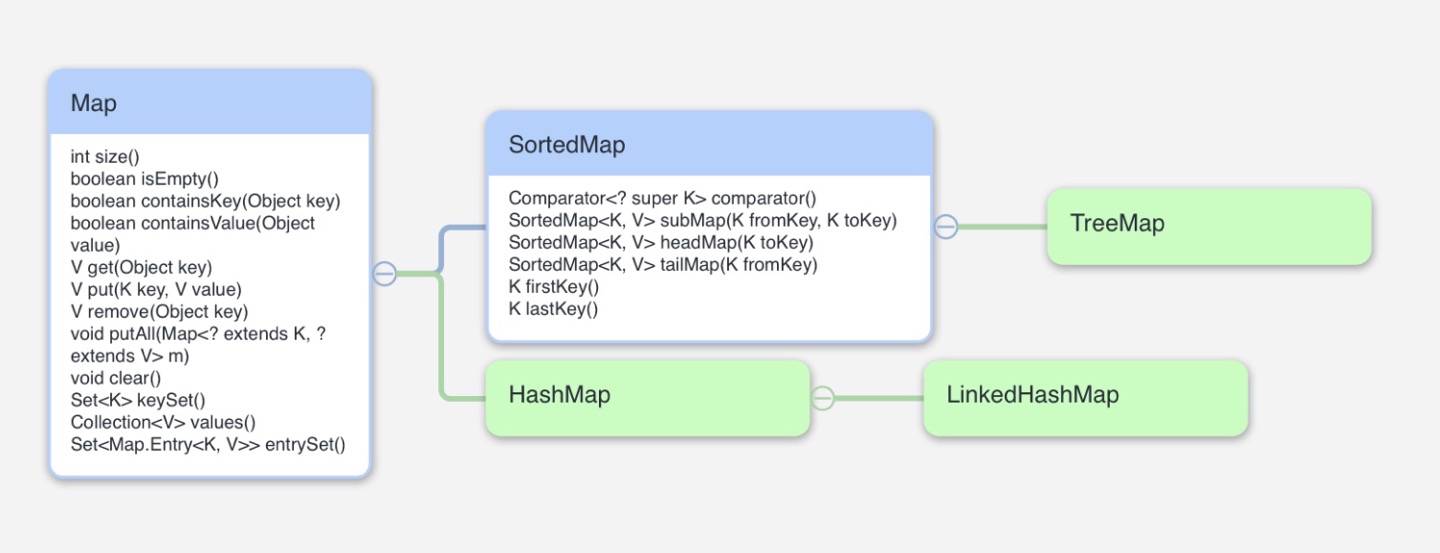 Map
int size()
boolean isEmpty()
boolean containsKey(Object key)
boolean containsValue(Object
value)
V get(Object key)
V put(K key, V value)
V remove(Object key)
void putAll(Map<? extends K, ?
extends V> m)
void clear()
Set<K> keySet()
Collection<V> values()
Set<Map.Entry<K, V>> entrySet()
SortedMap
Comparator<? super K> comparator()
SortedMap<K, V> subMap(K fromKey, K toKey)
SortedMap<K, V> headMap(K toKey)
SortedMap<K, V> tailMap(K fromKey)
K firstKey()
K lastKey()
TreeMap
HashMap
LinkedHashMap